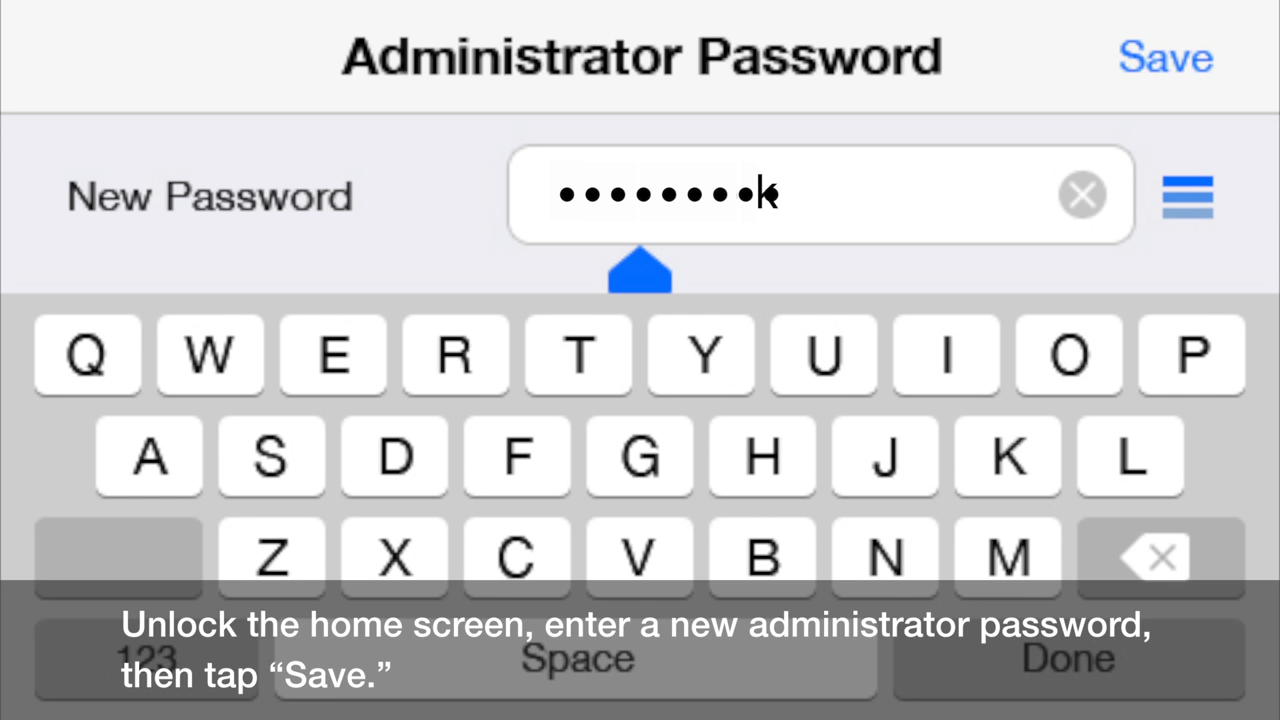 Administrator Password
Save
New Password
••••••••k
Q W E R T Y U I O P
A S D F G H J K L
Z X C V B N M
123 Space Done
Unlock the home screen, enter a new administrator password,
then tap “Save.”